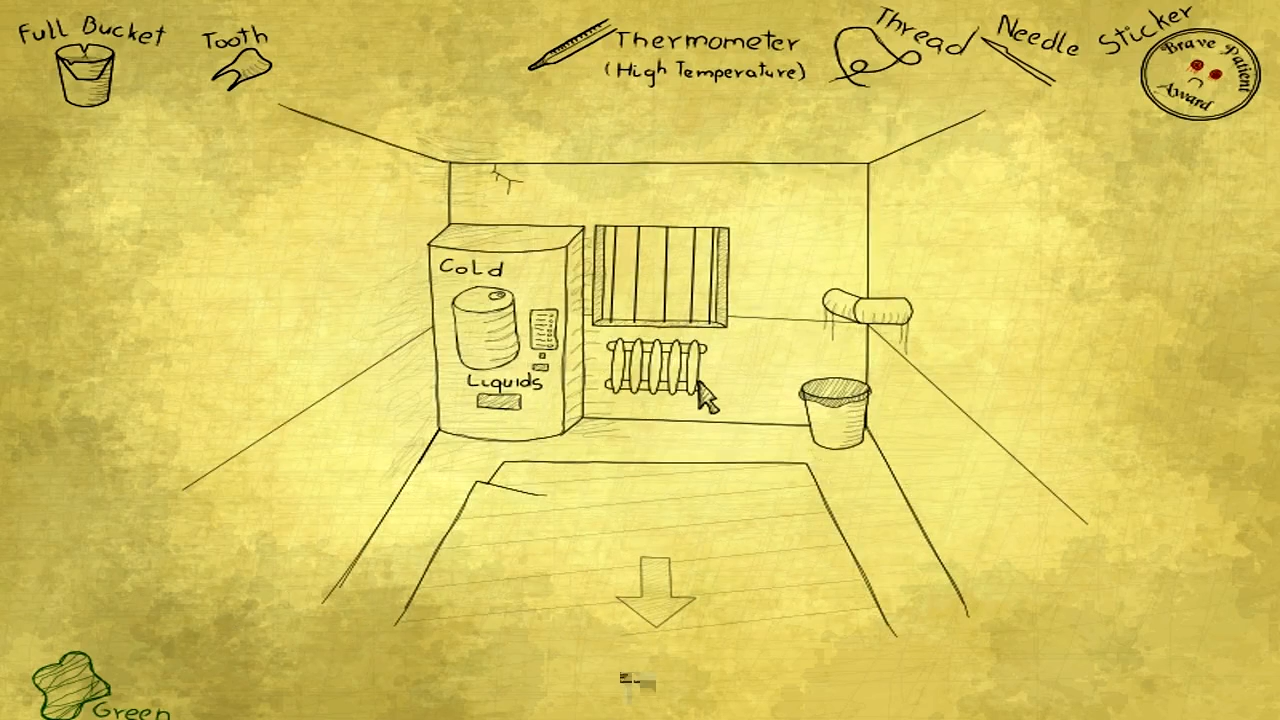 Full Bucket
Tooth
Thermometer
(High Temperature)
Thread
Needle
Sticker
Brave Patient
Award
Cold
Liquids
Green